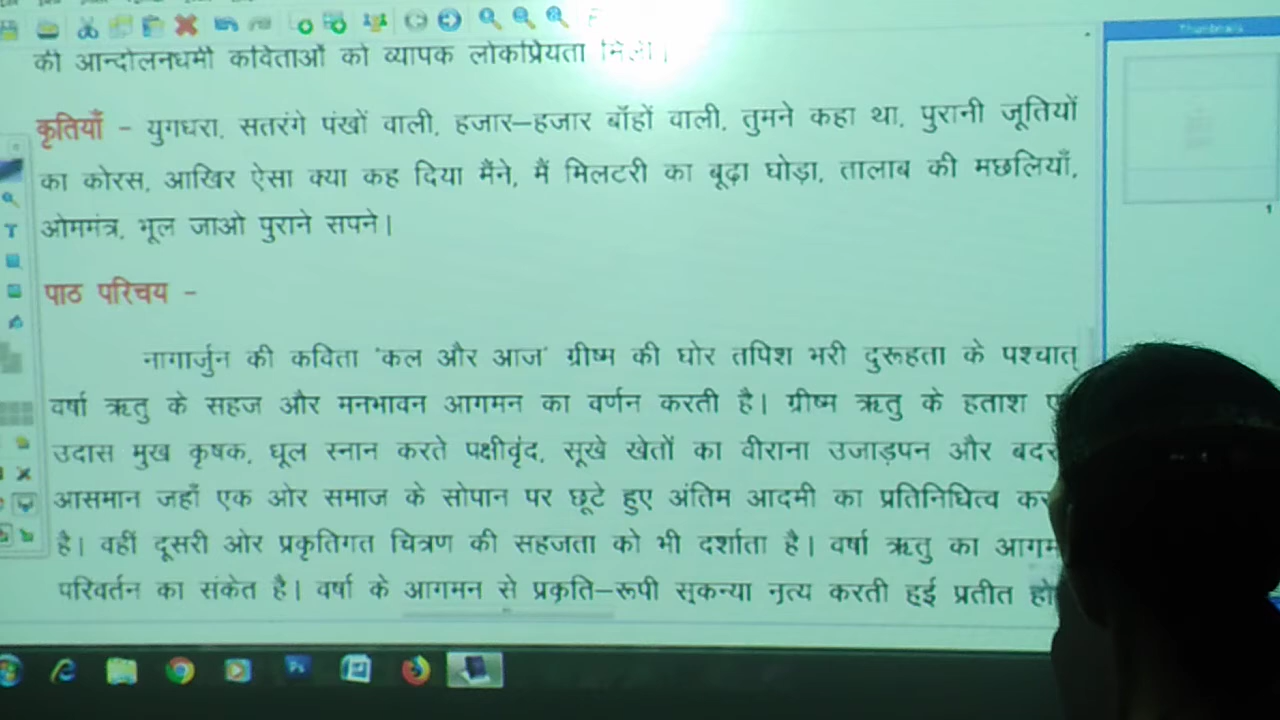 Thumbnails
की आन्दोलनधर्मी कविताओं को व्यापक लोकप्रियता मिली।
कृतियाँ - युगधरा, सतरंगे पंखों वाली, हजार-हजार बाँहों वाली, तुमने कहा था, पुरानी जूतियों
का कोरस, आखिर ऐसा क्या कह दिया मैंने, मैं मिलटरी का बूढ़ा घोड़ा, तालाब की मछलियाँ,
ओममंत्र, भूल जाओ पुराने सपने।
1
पाठ परिचय -
नागार्जुन की कविता 'कल और आज' ग्रीष्म की घोर तपिश भरी दुरूहता के पश्चात्
वर्षा ऋतु के सहज और मनभावन आगमन का वर्णन करती है। ग्रीष्म ऋतु के हताश
उदास मुख कृषक, धूल स्नान करते पक्षीवृंद, सूखे खेतों का वीराना उजाड़पन और
आसमान जहाँ एक ओर समाज के सोपान पर छूटे हुए अंतिम आदमी का प्रतिनिधित्व
है। वहीं दूसरी ओर प्रकृतिगत चित्रण की सहजता को भी दर्शाता है। वर्षा ऋतु का
परिवर्तन का संकेत है। वर्षा के आगमन से प्रकृति-रूपी सुकन्या नृत्य करती हुई प्रतीत